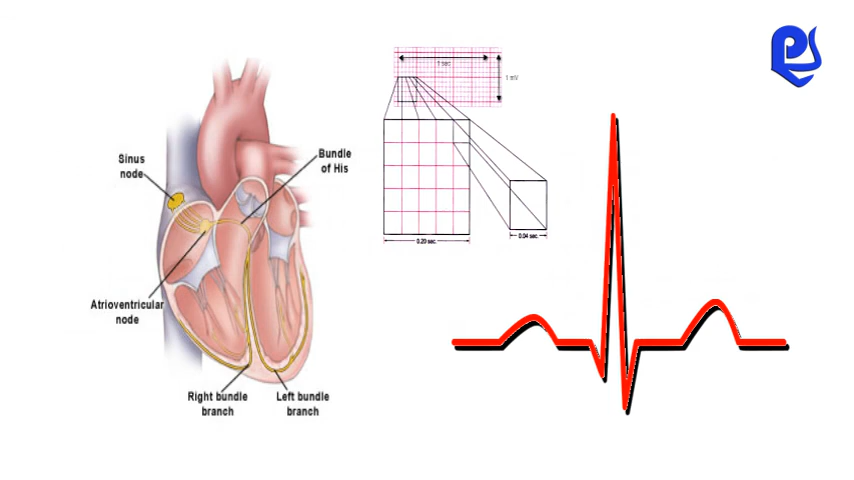 Sinus
node
Bundle
of His
Atrioventricular
node
Right bundle
branch
Left bundle
branch
1 sec
1 mV
0.20 sec.
0.04 sec.